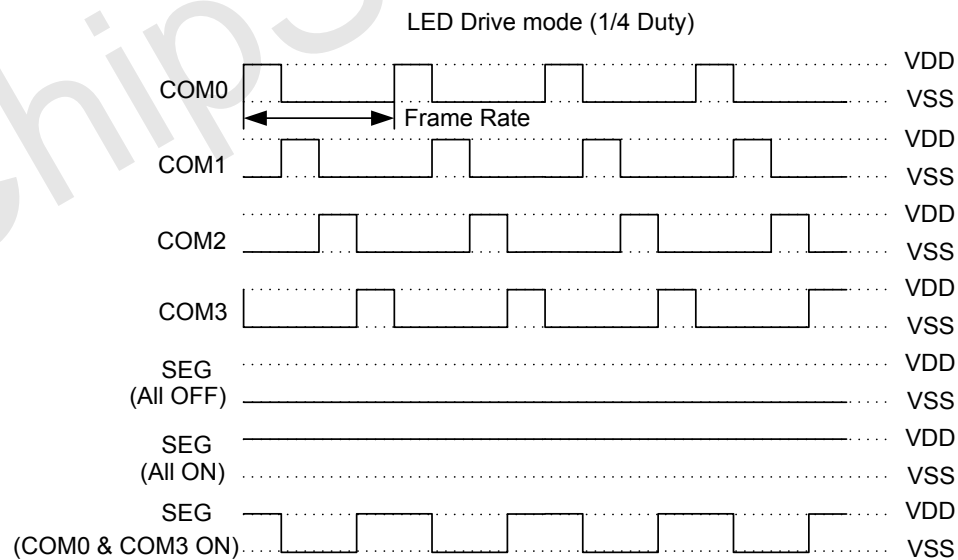 LED Drive mode (1/4 Duty)
VDD
COM0
VSS
Frame Rate
VDD
COM1
VSS
VDD
COM2
VSS
VDD
COM3
VSS
VDD
SEG
(All OFF)
VSS
VDD
SEG
(All ON)
VSS
VDD
SEG
(COM0 & COM3 ON)
VSS